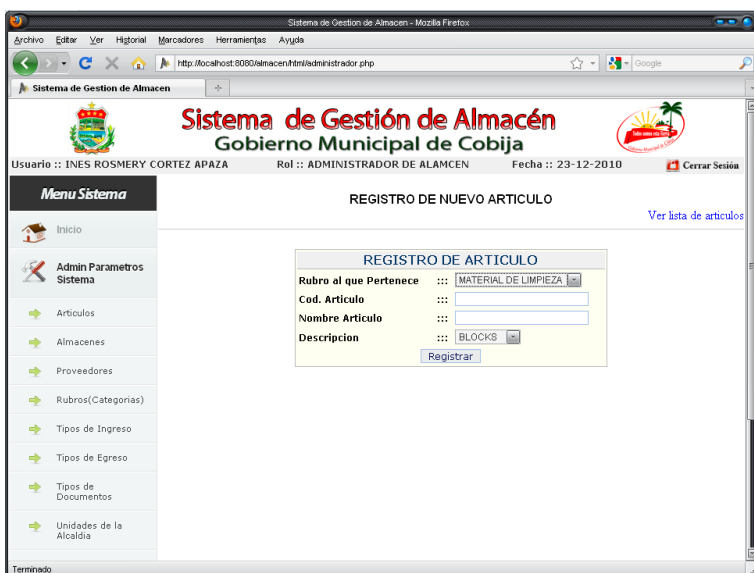 Sistema de Gestion de Almacen - Mozilla Firefox
Archivo Editar Ver Historial Marcadores Herramientas Ayuda
http://localhost:8080/almacen/html/administrador.php
Google
Sistema de Gestion de Almacen
Sistema de Gestión de Almacén
Gobierno Municipal de Cobija
Usuario :: INES ROSMERY CORTEZ APAZA Rol :: ADMINISTRADOR DE ALAMCEN Fecha :: 23-12-2010 Cerrar Sesión
Menu Sistema
REGISTRO DE NUEVO ARTICULO
Ver lista de articulos
Inicio
Admin Parametros
Sistema
Articulos
Almacenes
Proveedores
Rubros(Categorias)
Tipos de Ingreso
Tipos de Egreso
Tipos de
Documentos
Unidades de la
Alcaldia
REGISTRO DE ARTICULO
Rubro al que Pertenece ::: MATERIAL DE LIMPIEZA
Cod. Articulo :::
Nombre Articulo :::
Descripcion ::: BLOCKS
Registrar
Terminado